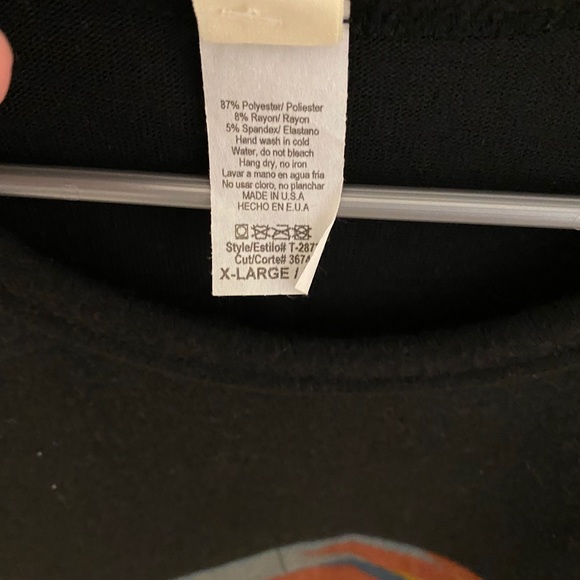 87% Polyester/ Poliester
8% Rayon/ Rayon
5% Spandex/ Elastano
Hand wash in cold
Water, do not bleach
Hang dry, no iron
Lavar a mano en agua fria
No usar cloro, no planchar
MADE IN U.S.A
HECHO EN E.U.A
Style/Estilo# T-287
Cut/Corte# 367
X-LARGE /